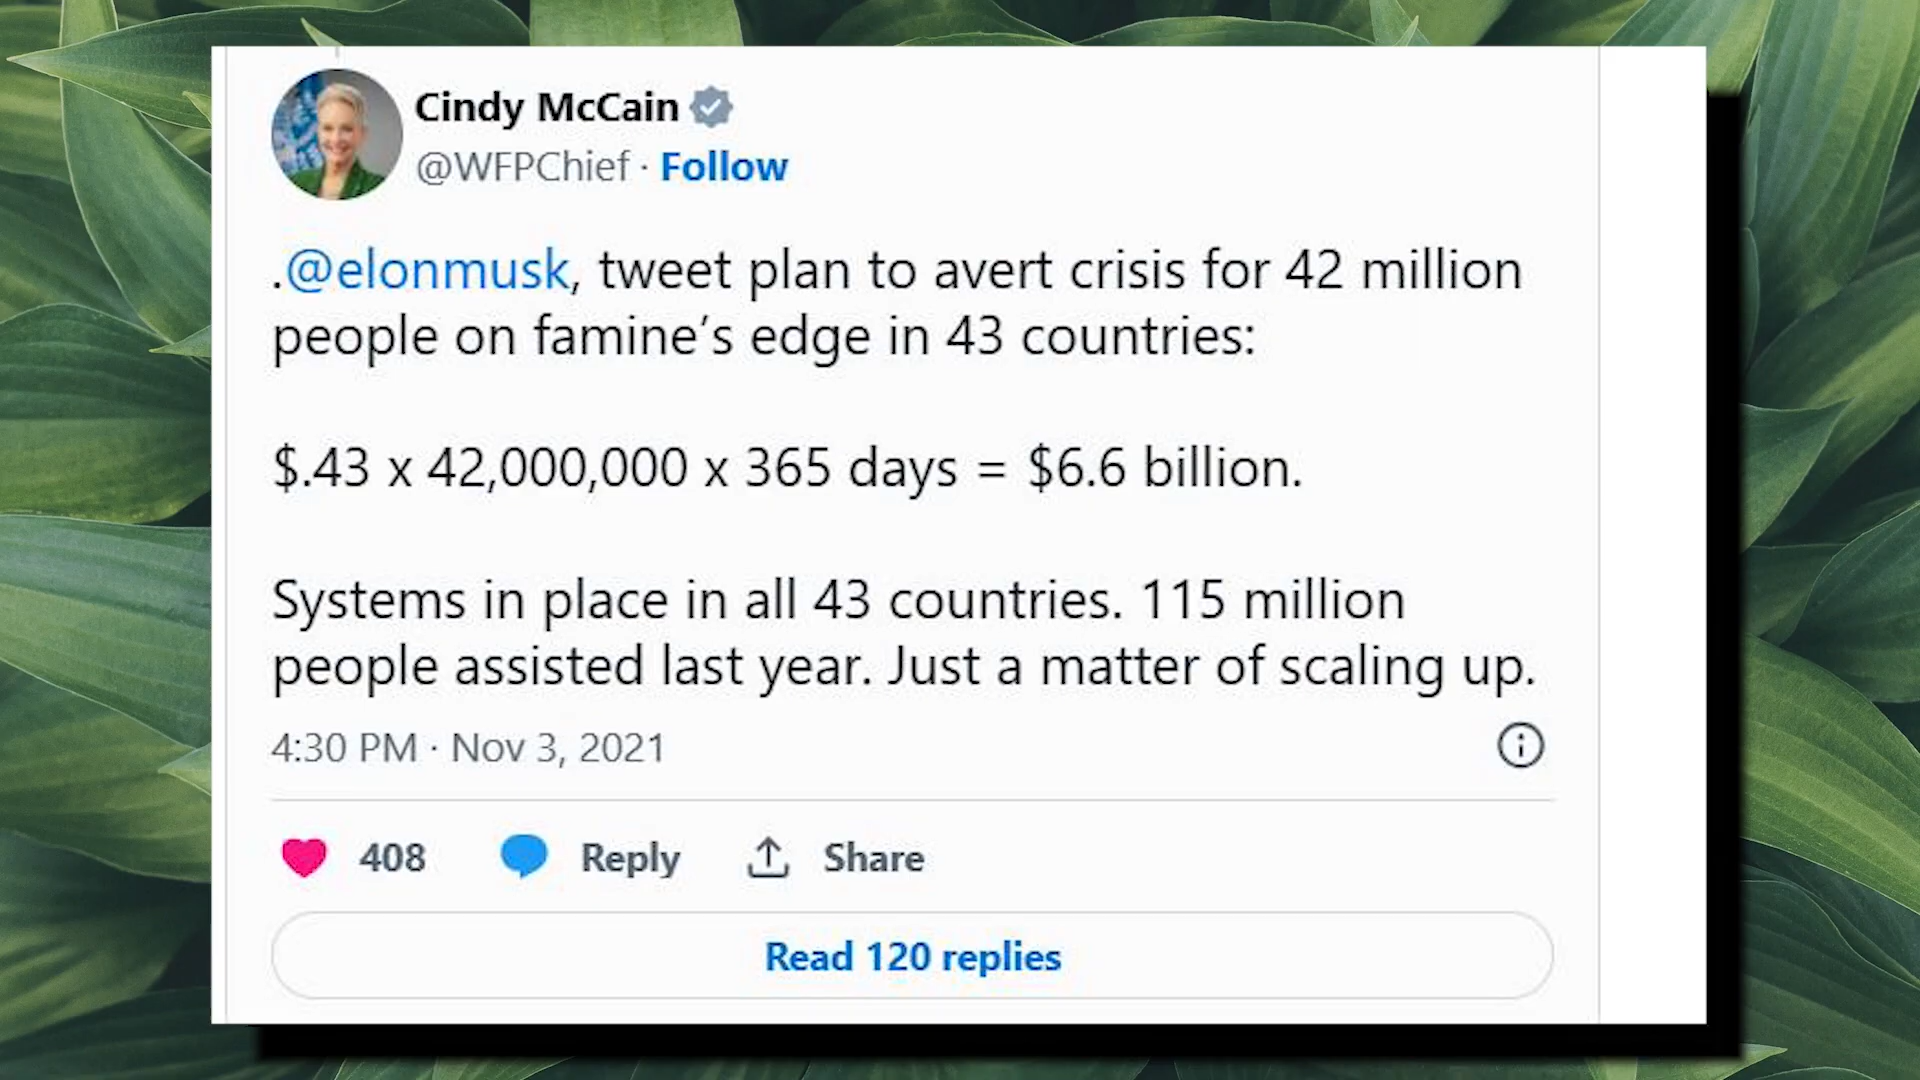 Cindy McCain
@WFPChief · Follow
.@elonmusk, tweet plan to avert crisis for 42 million
people on famine’s edge in 43 countries:
$.43 x 42,000,000 x 365 days = $6.6 billion.
Systems in place in all 43 countries. 115 million
people assisted last year. Just a matter of scaling up.
4:30 PM · Nov 3, 2021
408 Reply Share
Read 120 replies